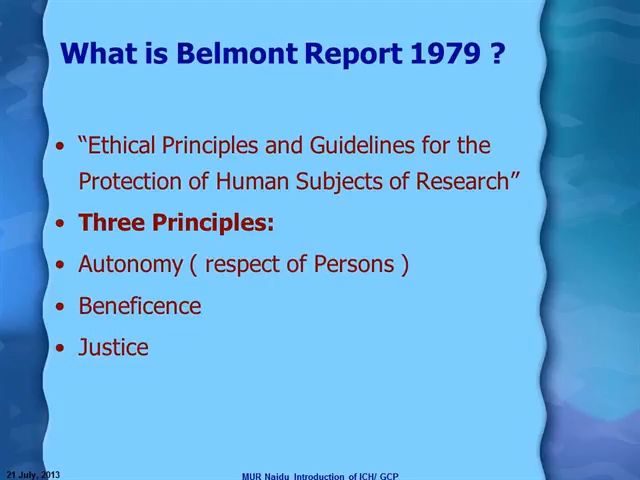 What is Belmont Report 1979 ?
• “Ethical Principles and Guidelines for the
Protection of Human Subjects of Research”
• Three Principles:
• Autonomy ( respect of Persons )
• Beneficence
• Justice
21 July, 2013
MUR Naidu Introduction of ICH/ GCP